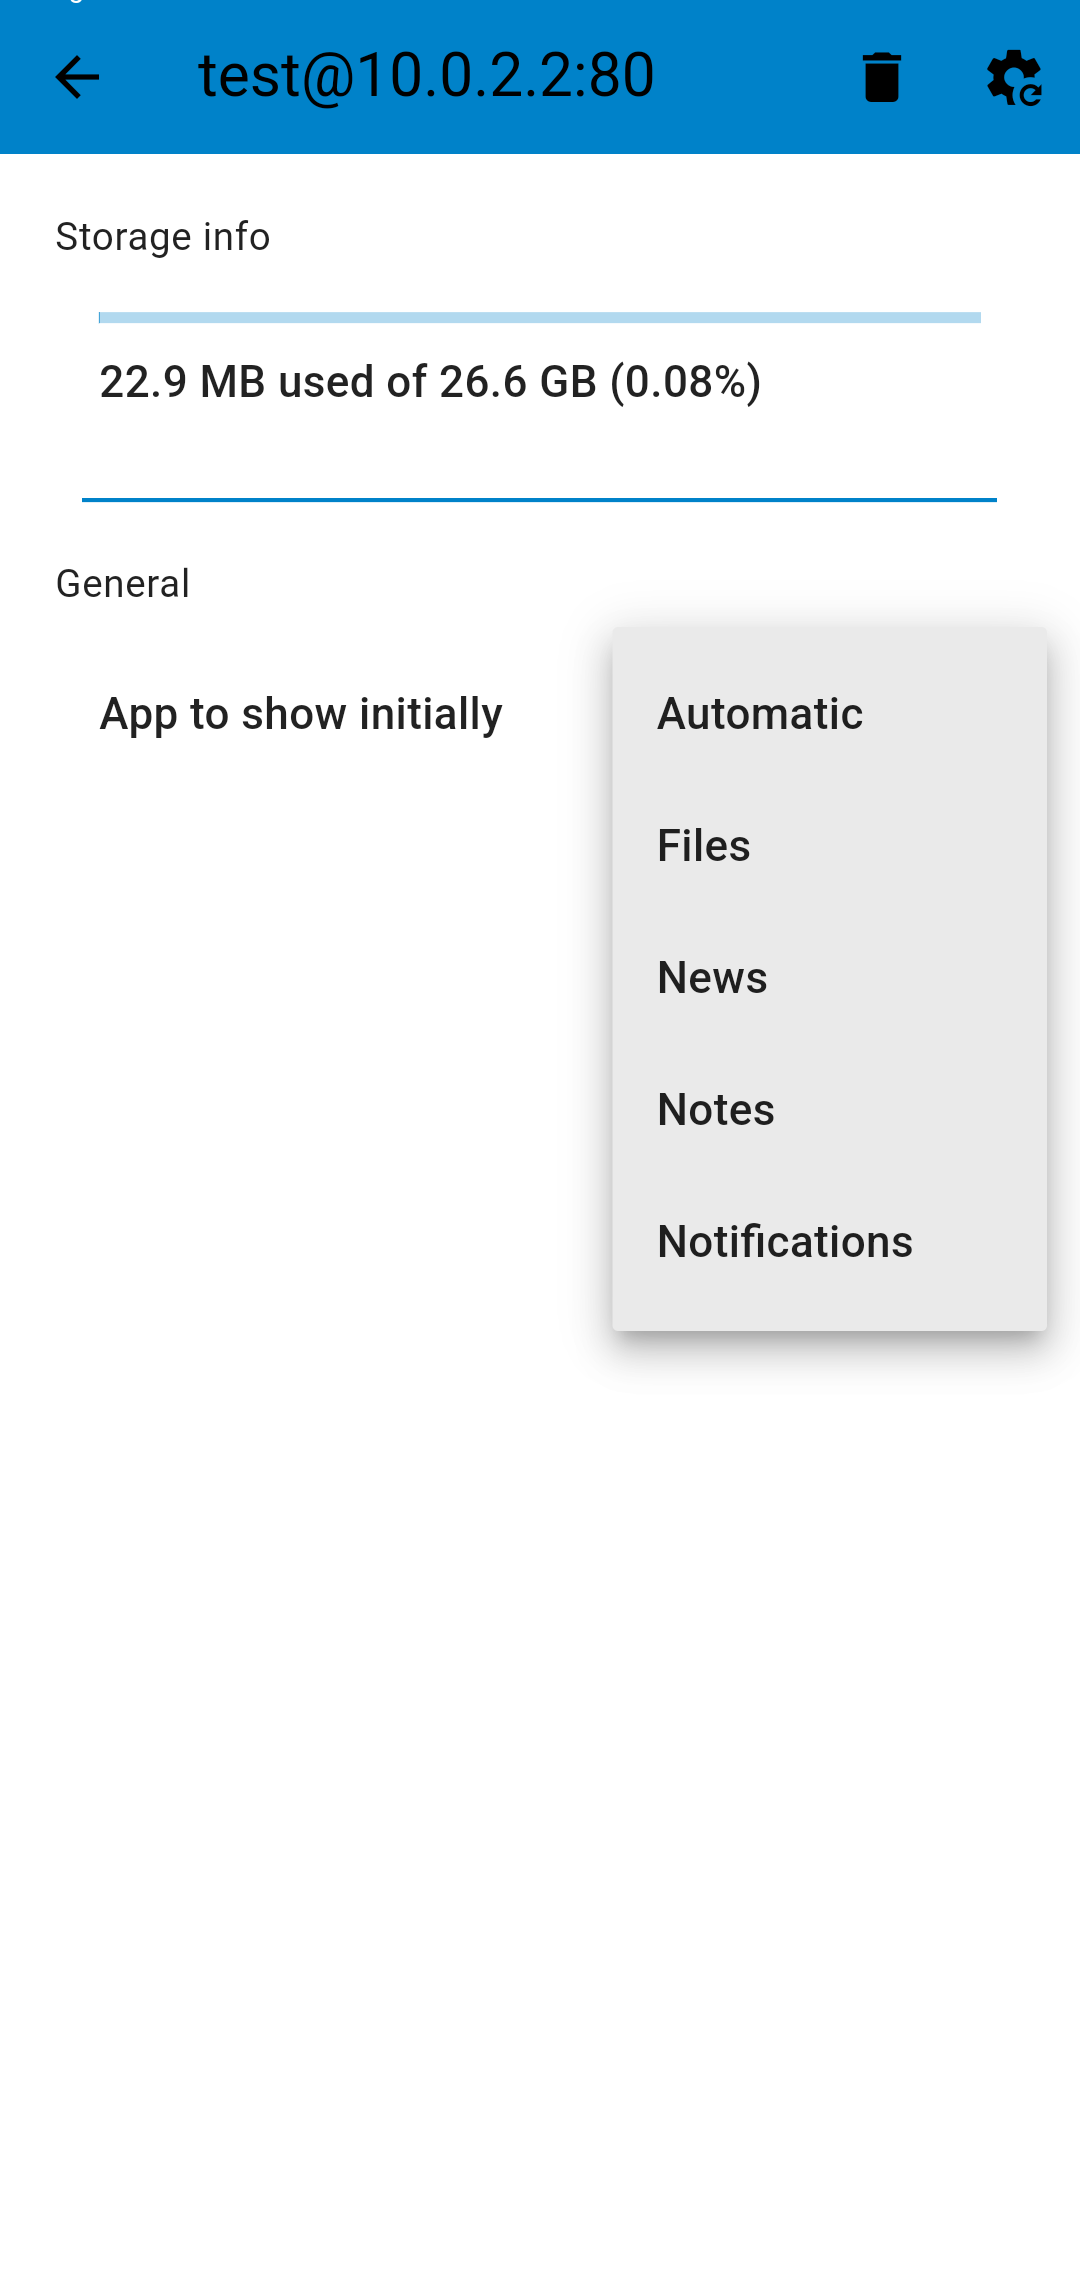 test@10.0.2.2:80
Storage info
22.9 MB used of 26.6 GB (0.08%)
General
App to show initially
Automatic
Files
News
Notes
Notifications